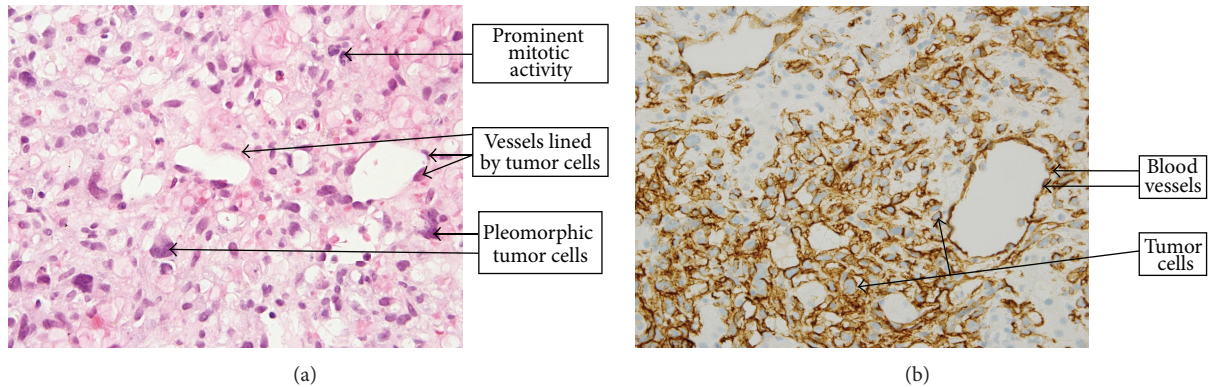 Prominent
mitotic
activity
Vessels lined
by tumor cells
Pleomorphic
tumor cells
(a)
Blood
vessels
Tumor
cells
(b)